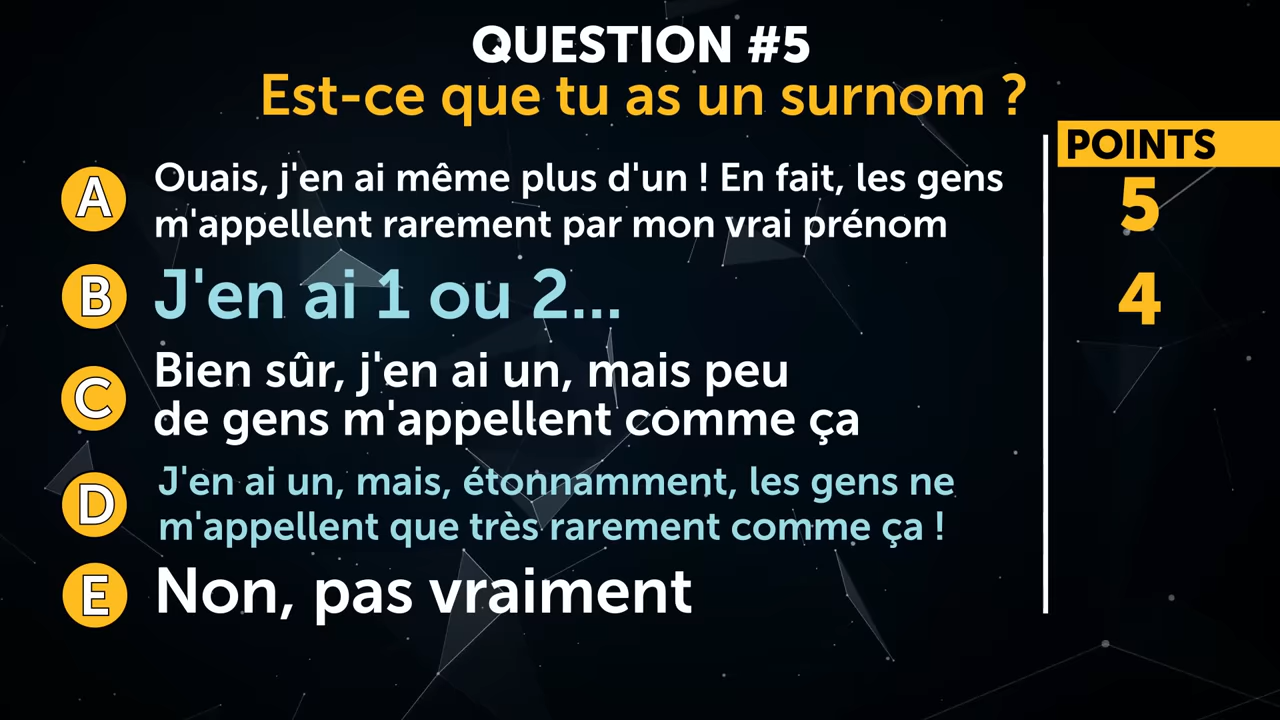 QUESTION #5
Est-ce que tu as un surnom ?
POINTS
A
Ouais, j'en ai même plus d'un ! En fait, les gens
m'appellent rarement par mon vrai prénom
5
B
J'en ai 1 ou 2...
4
C
Bien sûr, j'en ai un, mais peu
de gens m'appellent comme ça
D
J'en ai un, mais, étonnamment, les gens ne
m'appellent que très rarement comme ça !
E
Non, pas vraiment